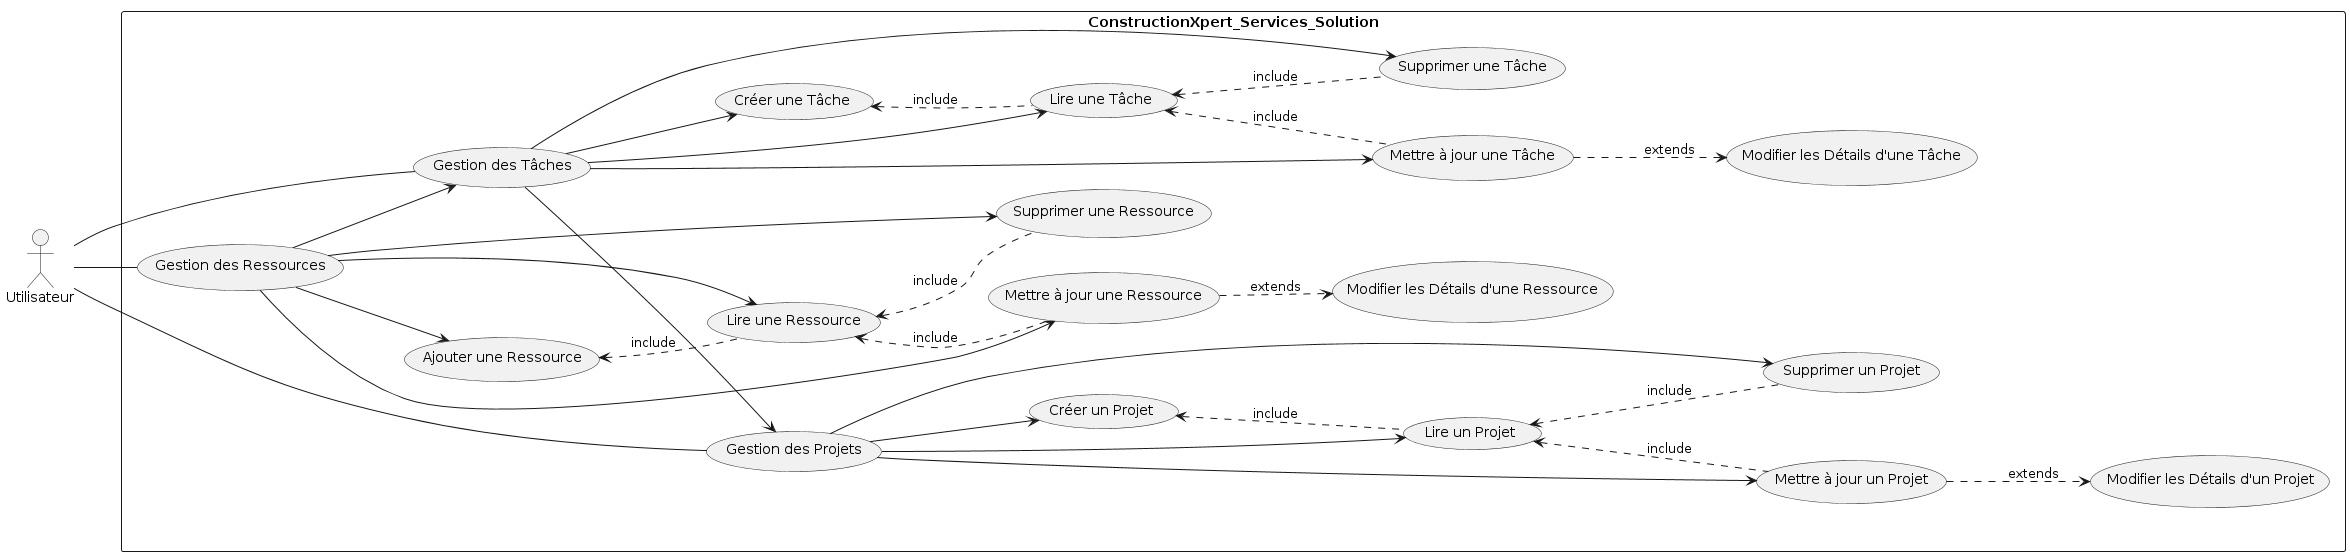 ConstructionXpert_Services_Solution
Supprimer une Tâche
include
Créer une Tâche
include
Lire une Tâche
include
Gestion des Tâches
Mettre à jour une Tâche
extends
Modifier les Détails d'une Tâche
Supprimer une Ressource
Utilisateur
Gestion des Ressources
include
Mettre à jour une Ressource
extends
Modifier les Détails d'une Ressource
Lire une Ressource
include
Ajouter une Ressource
include
Supprimer un Projet
include
Créer un Projet
include
Lire un Projet
include
Gestion des Projets
Mettre à jour un Projet
extends
Modifier les Détails d'un Projet